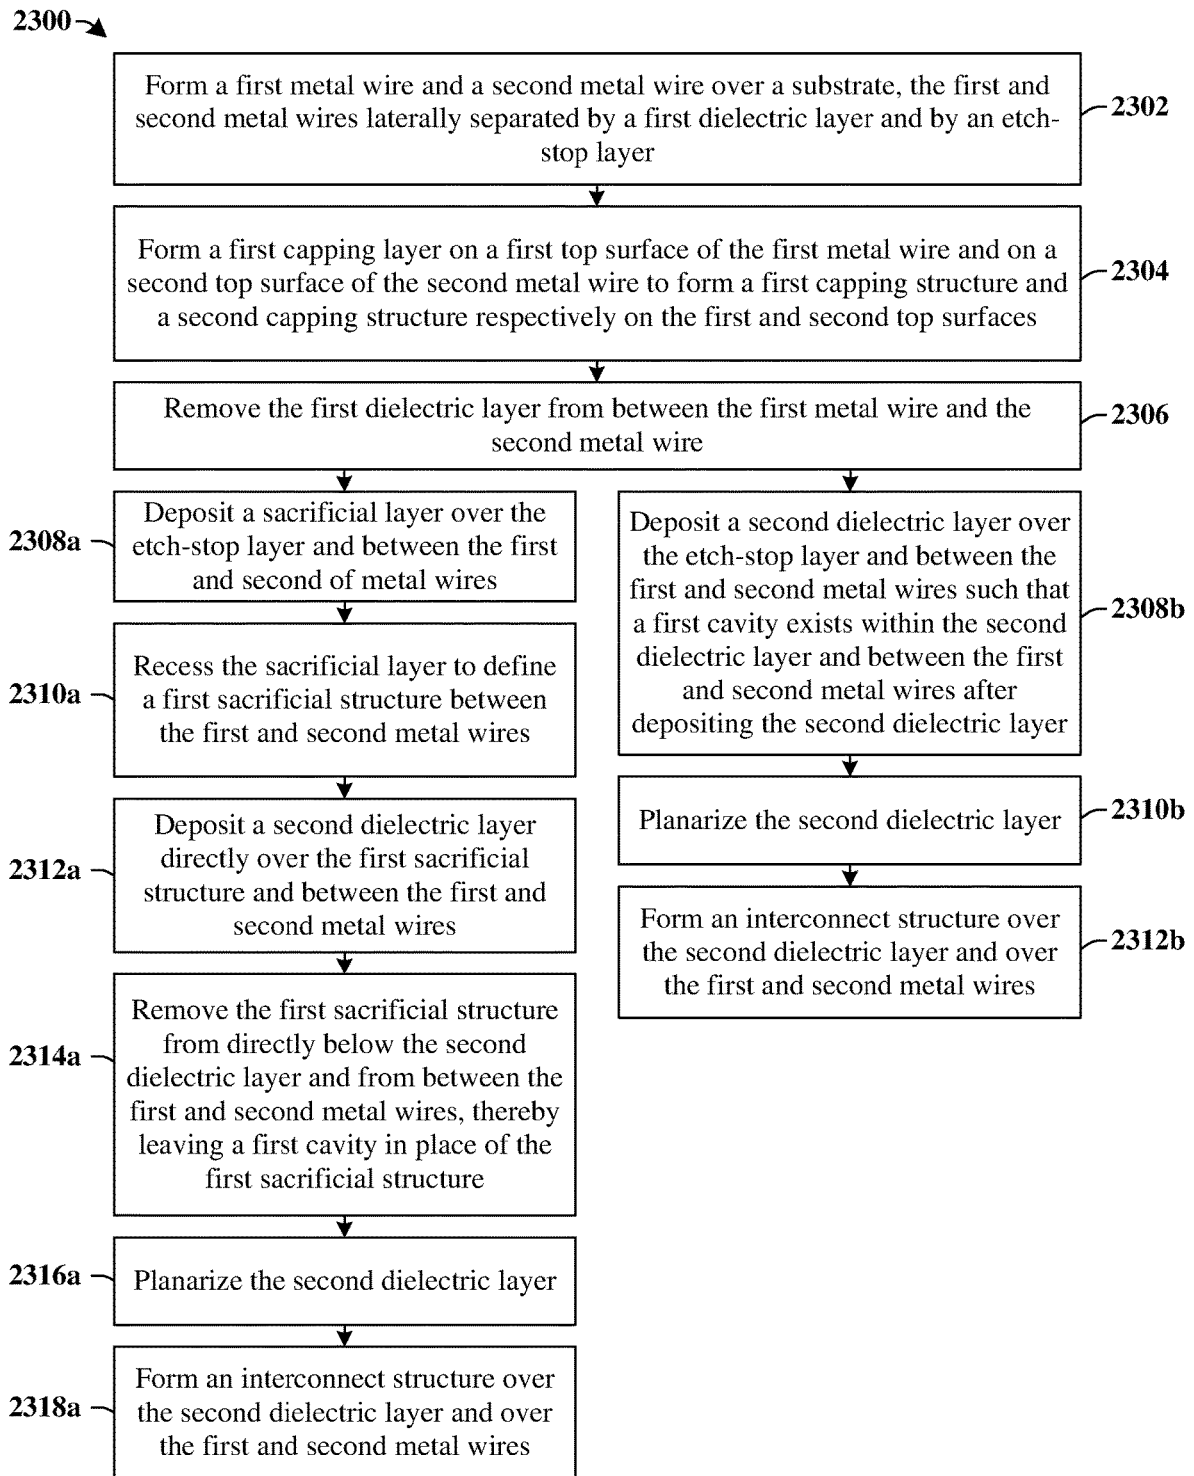 2300
Form a first metal wire and a second metal wire over a substrate, the first and
second metal wires laterally separated by a first dielectric layer and by an etch-
stop layer
2302
Form a first capping layer on a first top surface of the first metal wire and on a
second top surface of the second metal wire to form a first capping structure and
a second capping structure respectively on the first and second top surfaces
2304
Remove the first dielectric layer from between the first metal wire and the
second metal wire
2306
2308a
Deposit a sacrificial layer over the
etch-stop layer and between the first
and second of metal wires
2310a
Recess the sacrificial layer to define
a first sacrificial structure between
the first and second metal wires
2312a
Deposit a second dielectric layer
directly over the first sacrificial
structure and between the first and
second metal wires
2314a
Remove the first sacrificial structure
from directly below the second
dielectric layer and from between the
first and second metal wires, thereby
leaving a first cavity in place of the
first sacrificial structure
2316a
Planarize the second dielectric layer
2318a
Form an interconnect structure over
the second dielectric layer and over
the first and second metal wires
Deposit a second dielectric layer over
the etch-stop layer and between the
first and second metal wires such that
a first cavity exists within the second
dielectric layer and between the first
and second metal wires after
depositing the second dielectric layer
2308b
Planarize the second dielectric layer
2310b
Form an interconnect structure over
the second dielectric layer and over
the first and second metal wires
2312b